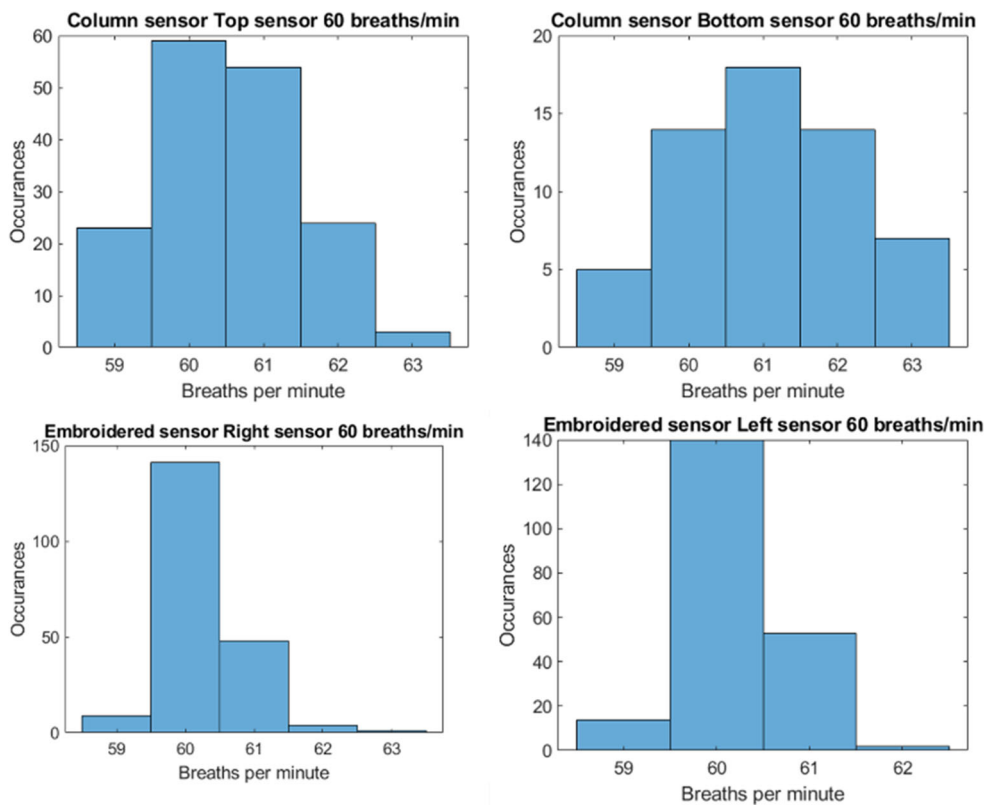 Column sensor Top sensor 60 breaths/min
60
50
40
30
20
10
0
Occurances
59 60 61 62 63
Breaths per minute
Column sensor Bottom sensor 60 breaths/min
20
15
10
5
0
Occurances
59 60 61 62 63
Breaths per minute
Embroidered sensor Right sensor 60 breaths/min
150
100
50
0
Occurances
59 60 61 62 63
Breaths per minute
Embroidered sensor Left sensor 60 breaths/min
140
120
100
80
60
40
20
0
Occurances
59 60 61 62
Breaths per minute